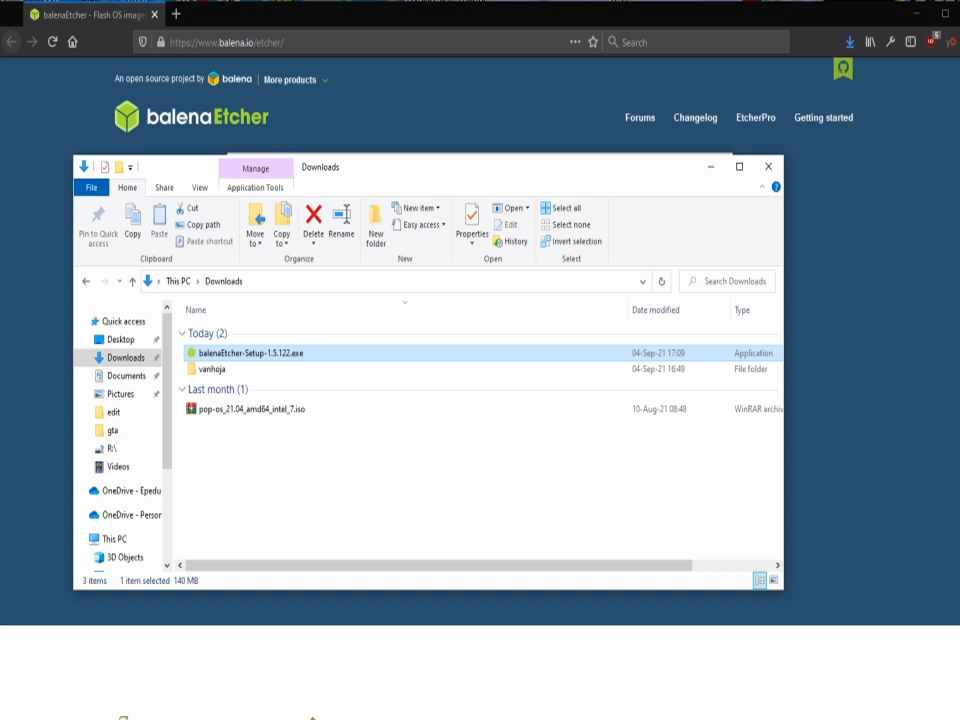 balenaEtcher - Flash OS image
https://www.balena.io/etcher/
Search
5
An open source project by balena | More products
balenaEtcher
Forums Changelog EtcherPro Getting started
Manage Downloads
File Home Share View Application Tools
Pin to Quick access
Copy
Paste
Cut
Copy path
Paste shortcut
Clipboard
Move to
Copy to
Delete
Rename
Organize
New folder
New item
Easy access
New
Properties
Open
Edit
History
Open
Select all
Select none
Invert selection
Select
This PC > Downloads
Search Downloads
Name Date modified Type
Today (2)
balenaEtcher-Setup-1.5.122.exe 04-Sep-21 17:09 Application
vanhoja 04-Sep-21 16:49 File folder
Last month (1)
pop-os_21.04_amd64_intel_7.iso 10-Aug-21 08:48 WinRAR archiv
Quick access
Desktop
Downloads
Documents
Pictures
edit
gta
R:\
Videos
OneDrive - Epedu
OneDrive - Person
This PC
3D Objects
3 items 1 item selected 140 MB